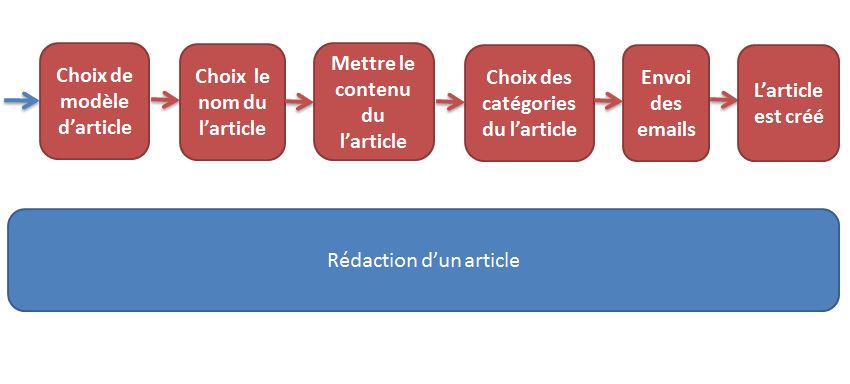 Choix de
modèle
d'article
Choix le
nom du
l'article
Mettre le
contenu
du
l'article
Choix des
catégories
du l'article
Envoi
des
emails
L'article
est créé
Rédaction d'un article